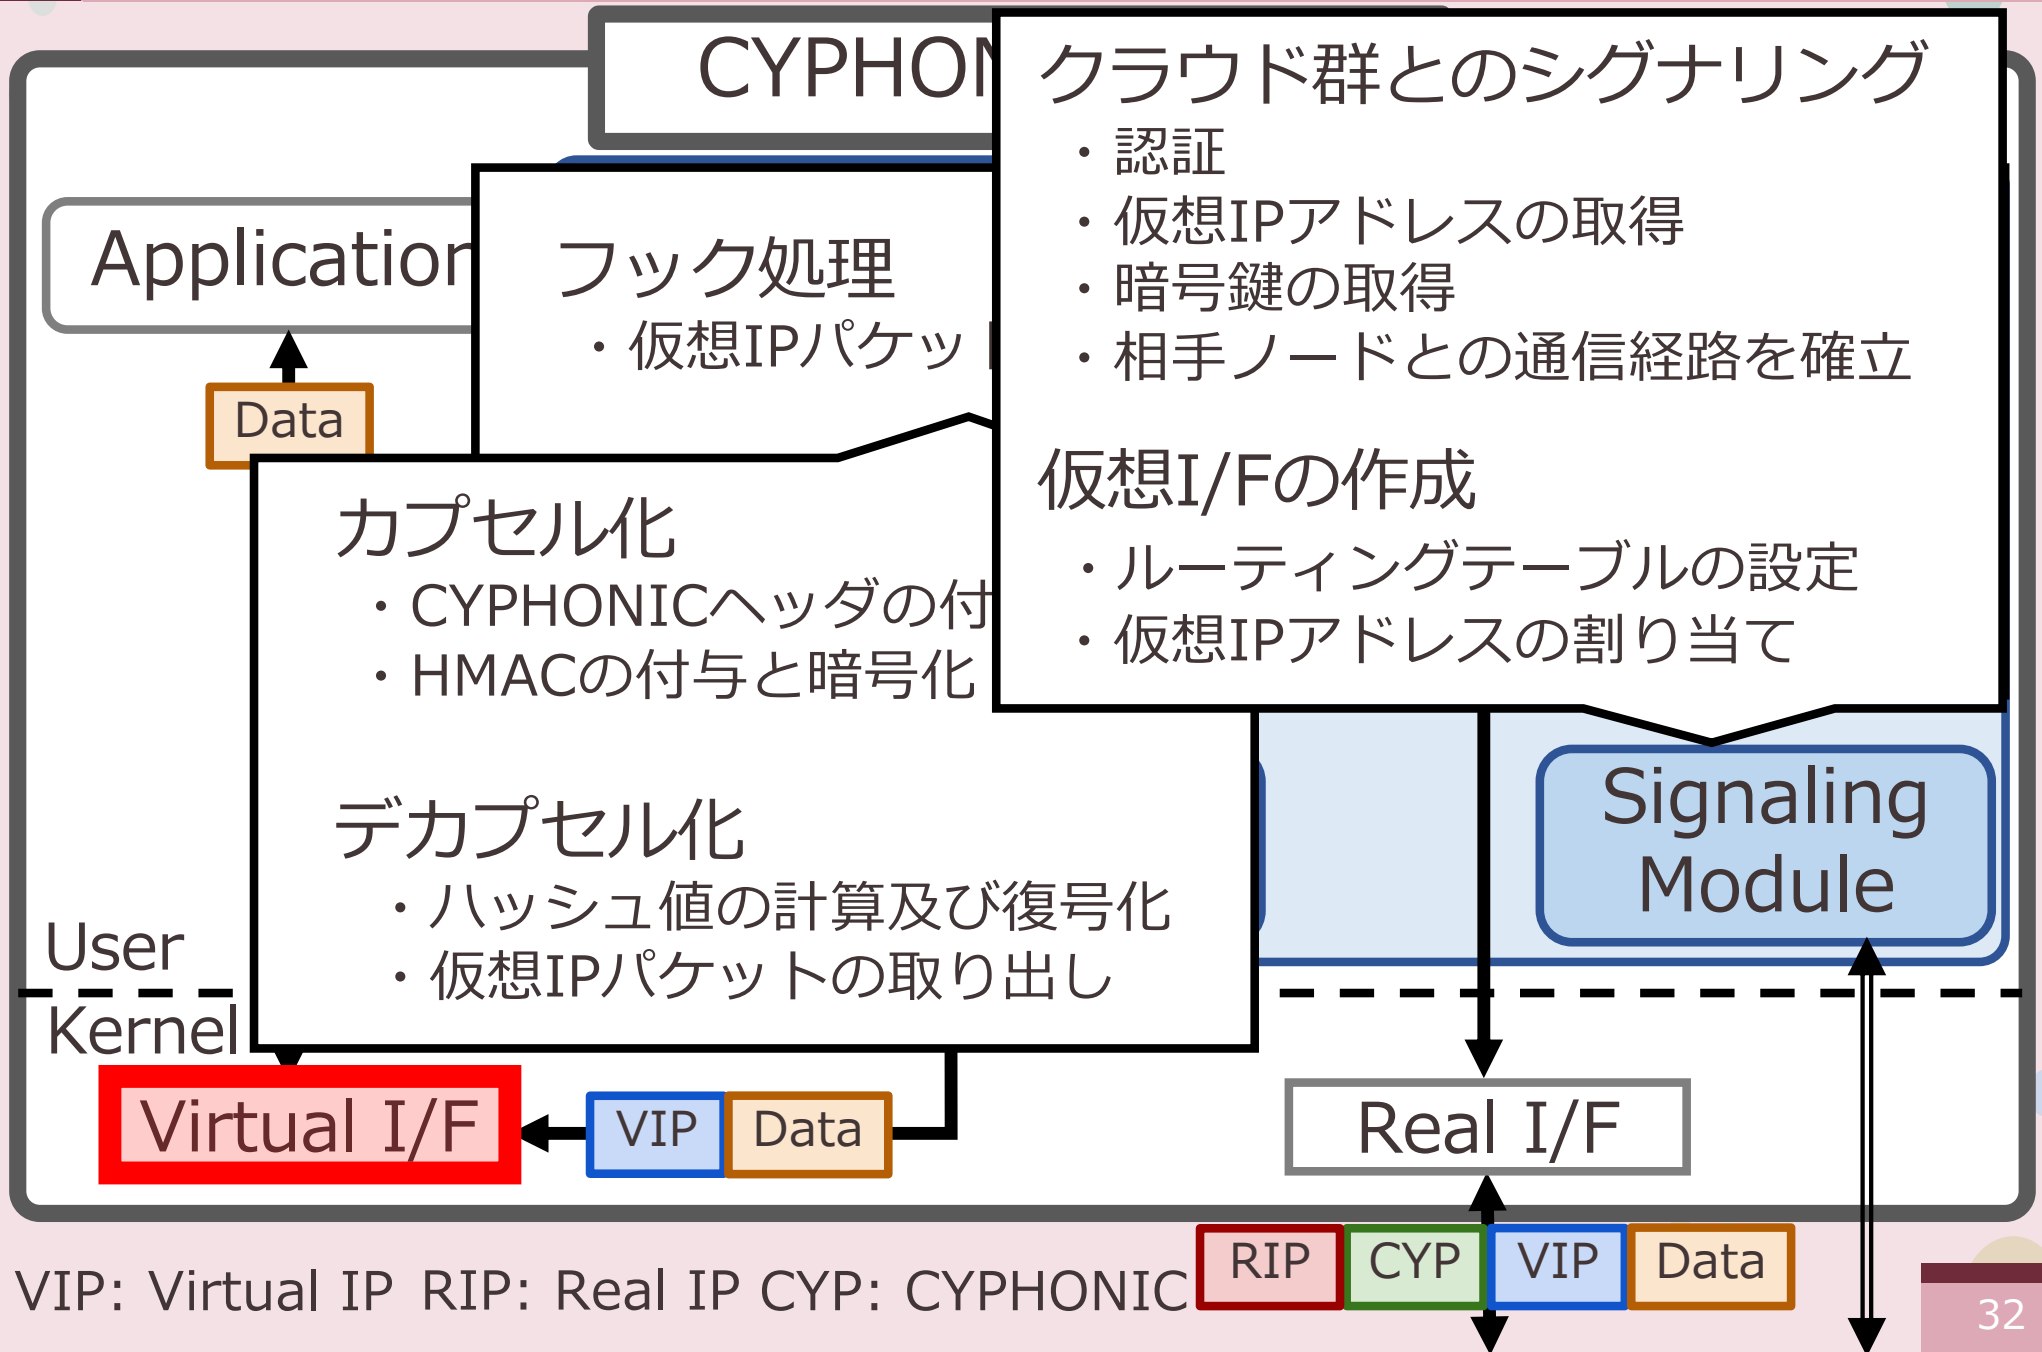 CYPHON
クラウド群とのシグナリング
・認証
・仮想IPアドレスの取得
・暗号鍵の取得
・相手ノードとの通信経路を確立
仮想I/Fの作成
・ルーティングテーブルの設定
・仮想IPアドレスの割り当て
Application
フック処理
・仮想IPパケッ
Data
カプセル化
・CYPHONICヘッダの付
・HMACの付与と暗号化
デカプセル化
・ハッシュ値の計算及び復号化
・仮想IPパケットの取り出し
Signaling
Module
User
Kernel
Virtual I/F
VIP Data
Real I/F
RIP CYP VIP Data
VIP: Virtual IP RIP: Real IP CYP: CYPHONIC
32